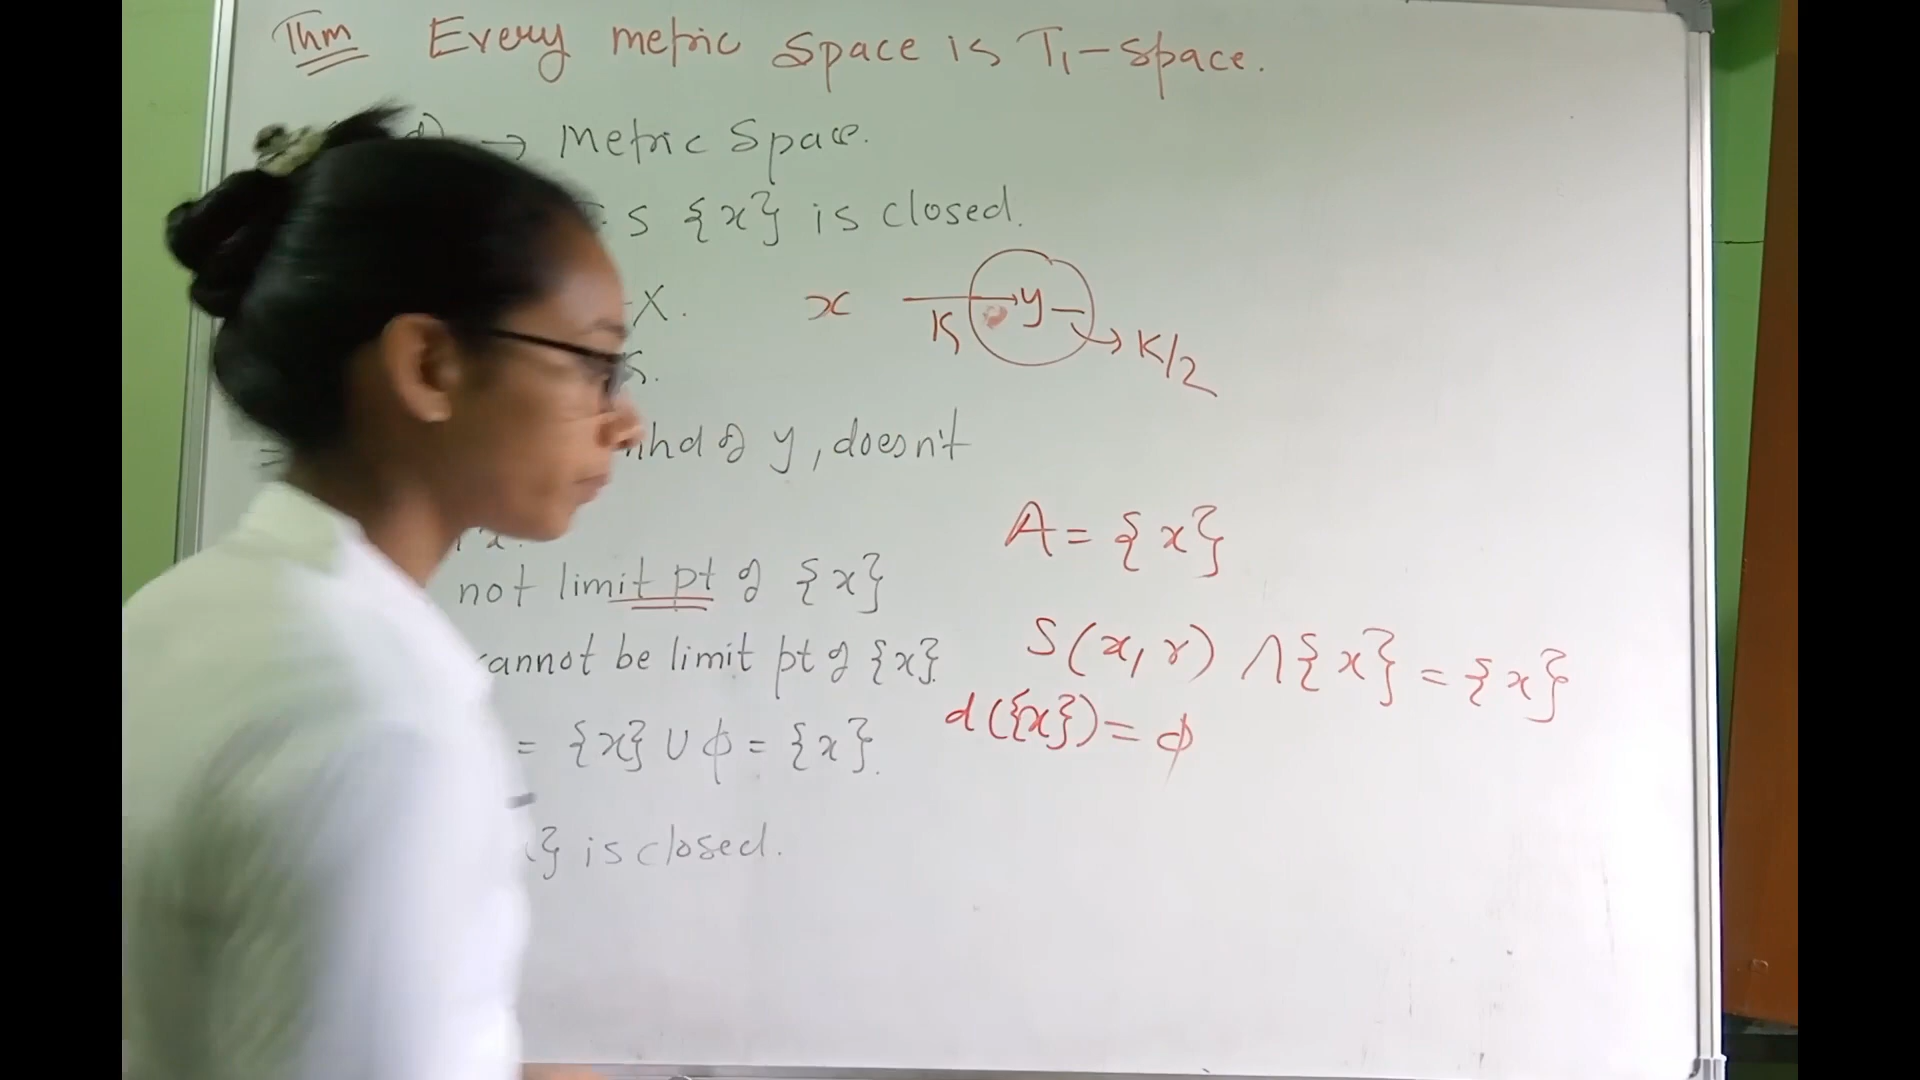 Thm Every metric space is T₁-space.
d) → Metric Space.
s {x} is closed.
X. x K y → K/2
nhd of y, doesn't
A = {x}
not limit pt of {x}
cannot be limit pt of {x}. S(x, r) ∩ {x} = {x}
= {x} ∪ ϕ = {x}. d({x}) = ϕ
} is closed.